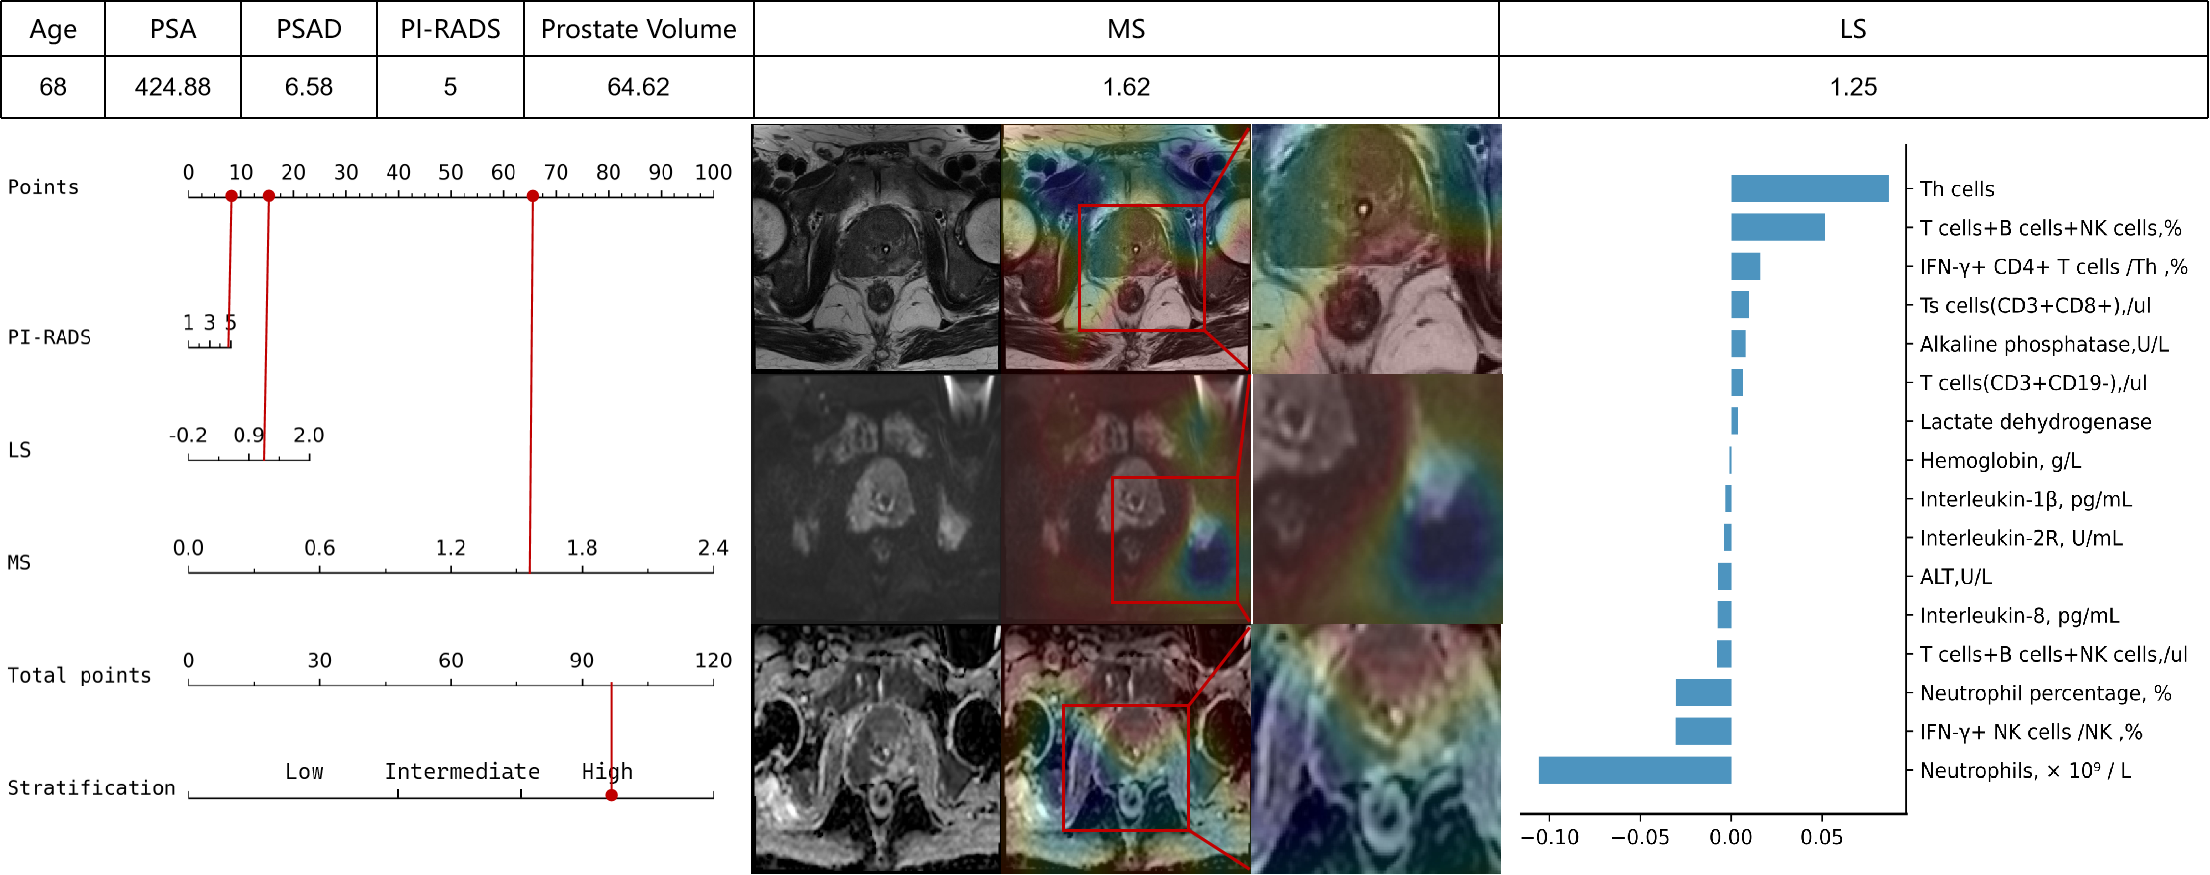 Age PSA PSAD PI-RADS Prostate Volume MS LS
68 424.88 6.58 5 64.62 1.62 1.25
Points 0 10 20 30 40 50 60 70 80 90 100
PI-RADS 1 3 5
LS -0.2 0.9 2.0
MS 0.0 0.6 1.2 1.8 2.4
Total points 0 30 60 90 120
Stratification Low Intermediate High
Th cells
T cells+B cells+NK cells,%
IFN-γ+ CD4+ T cells /Th ,%
Ts cells(CD3+CD8+),/ul
Alkaline phosphatase,U/L
T cells(CD3+CD19-),/ul
Lactate dehydrogenase
Hemoglobin, g/L
Interleukin-1β, pg/mL
Interleukin-2R, U/mL
ALT,U/L
Interleukin-8, pg/mL
T cells+B cells+NK cells,/ul
Neutrophil percentage, %
IFN-γ+ NK cells /NK ,%
Neutrophils, × 10⁹ / L
−0.10 −0.05 0.00 0.05